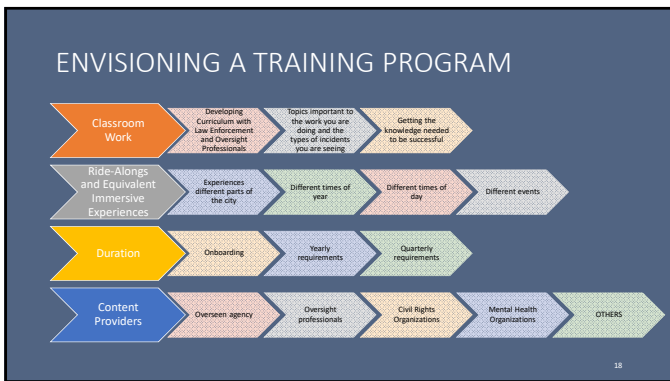 ENVISIONING A TRAINING PROGRAM
Classroom
Work
Developing
Curriculum with
Law Enforcement
and Oversight
Professionals
Topics important to
the work you are
doing and the
types of incidents
you are seeing
Getting the
knowledge needed
to be successful
Ride-Alongs
and Equivalent
Immersive
Experiences
Experiences
different parts of
the city
Different times of
year
Different times of
day
Different events
Duration
Onboarding
Yearly
requirements
Quarterly
requirements
Content
Providers
Overseen agency
Oversight
professionals
Civil Rights
Organizations
Mental Health
Organizations
OTHERS
18